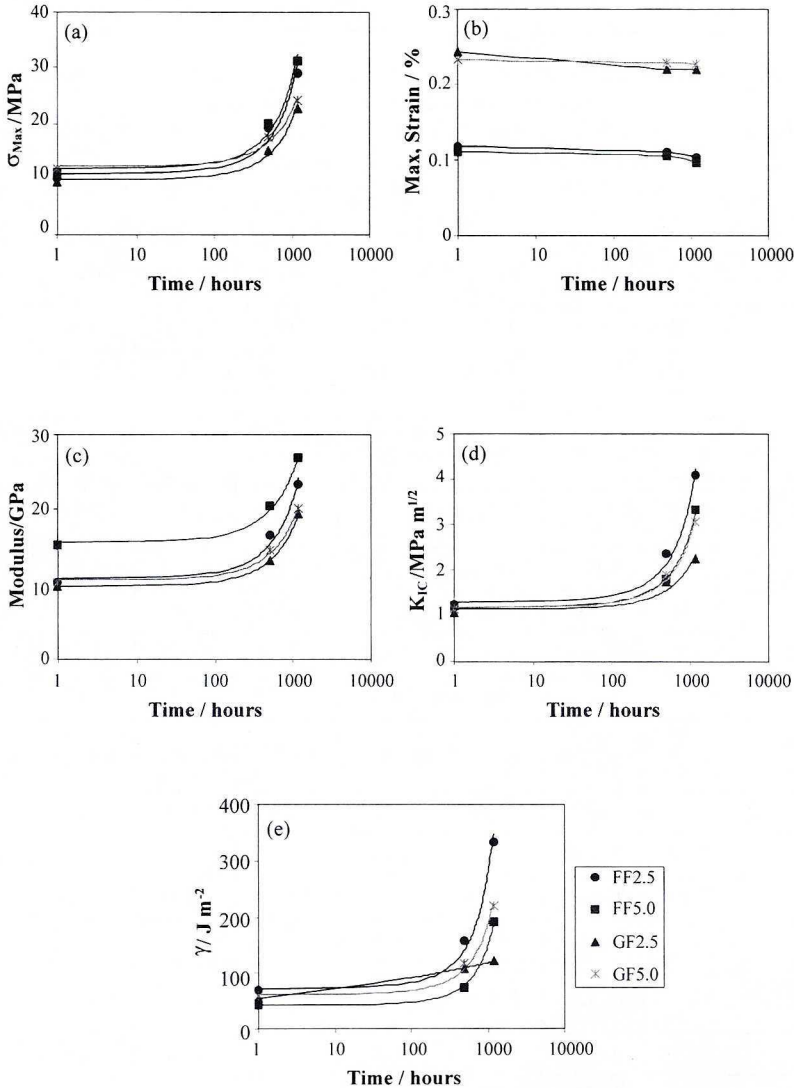 (a)
σMax /MPa
40
30
20
10
0
1 10 100 1000 10000
Time / hours
(b)
Max, Strain / %
0.3
0.2
0.1
0
1 10 100 1000 10000
Time / hours
(c)
Modulus/GPa
30
20
10
0
1 10 100 1000 10000
Time / hours
(d)
KIC /MPa m1/2
5
4
3
2
1
0
1 10 100 1000 10000
Time / hours
(e)
γ/ J m-2
400
300
200
100
0
1 10 100 1000 10000
Time / hours
FF2.5
FF5.0
GF2.5
GF5.0